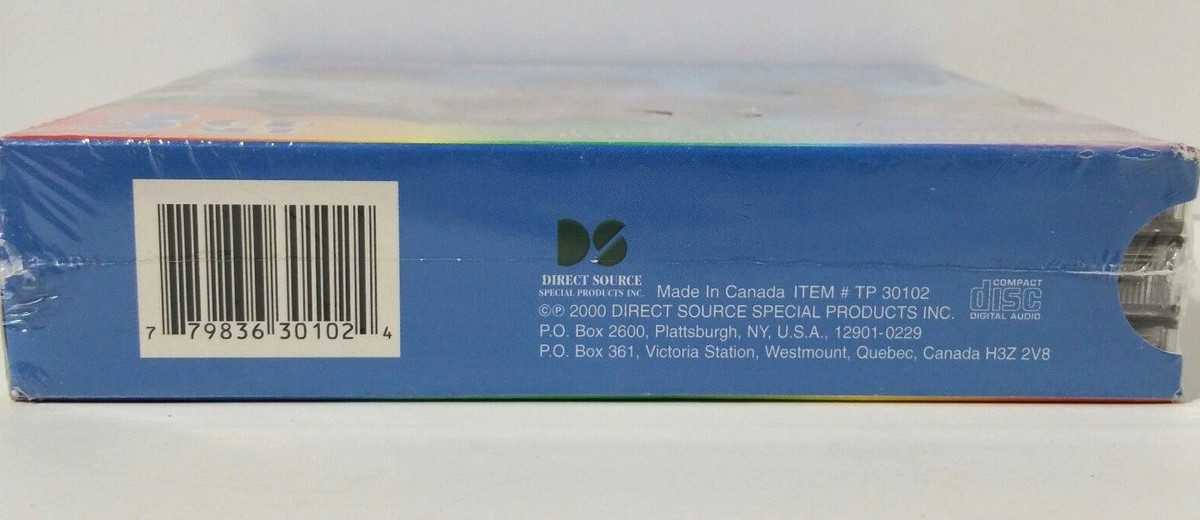 7 79836 30102 4
DS
DIRECT SOURCE
SPECIAL PRODUCTS INC.
Made In Canada ITEM # TP 30102
©℗ 2000 DIRECT SOURCE SPECIAL PRODUCTS INC.
P.O. Box 2600, Plattsburgh, NY, U.S.A., 12901-0229
P.O. Box 361, Victoria Station, Westmount, Quebec, Canada H3Z 2V8
COMPACT
disc
DIGITAL AUDIO